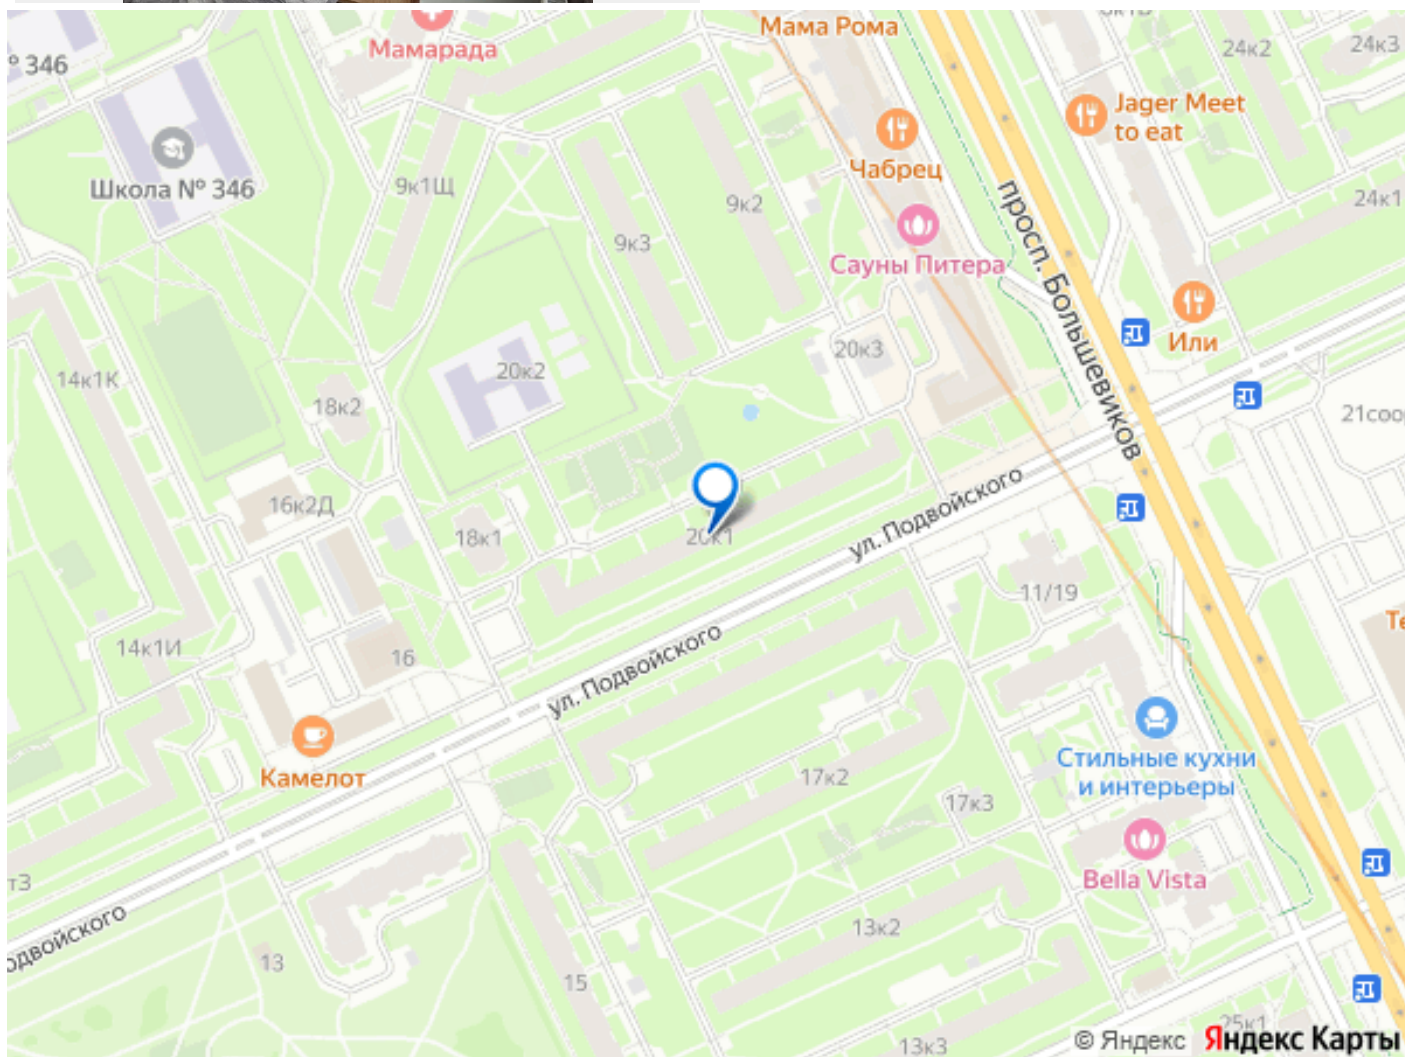 Мама Рома
Мамарада
24к2
24к3
° 346
Jager Meet
to eat
Чабрец
Школа № 346
9к1Щ
9к2
24к1
9к3
Сауны Питера
просп. Большевиков
Или
20к3
14к1К
20к2
18к2
21соо
16к2Д
18к1
20к1
ул. Подвойского
11/19
14к1И
16
ул. Подвойского
Те
Камелот
17к2
Стильные кухни
и интерьеры
17к3
Bella Vista
т3
одвойского
13
13к2
15
13к3
25к1
© Яндекс Яндекс Карты